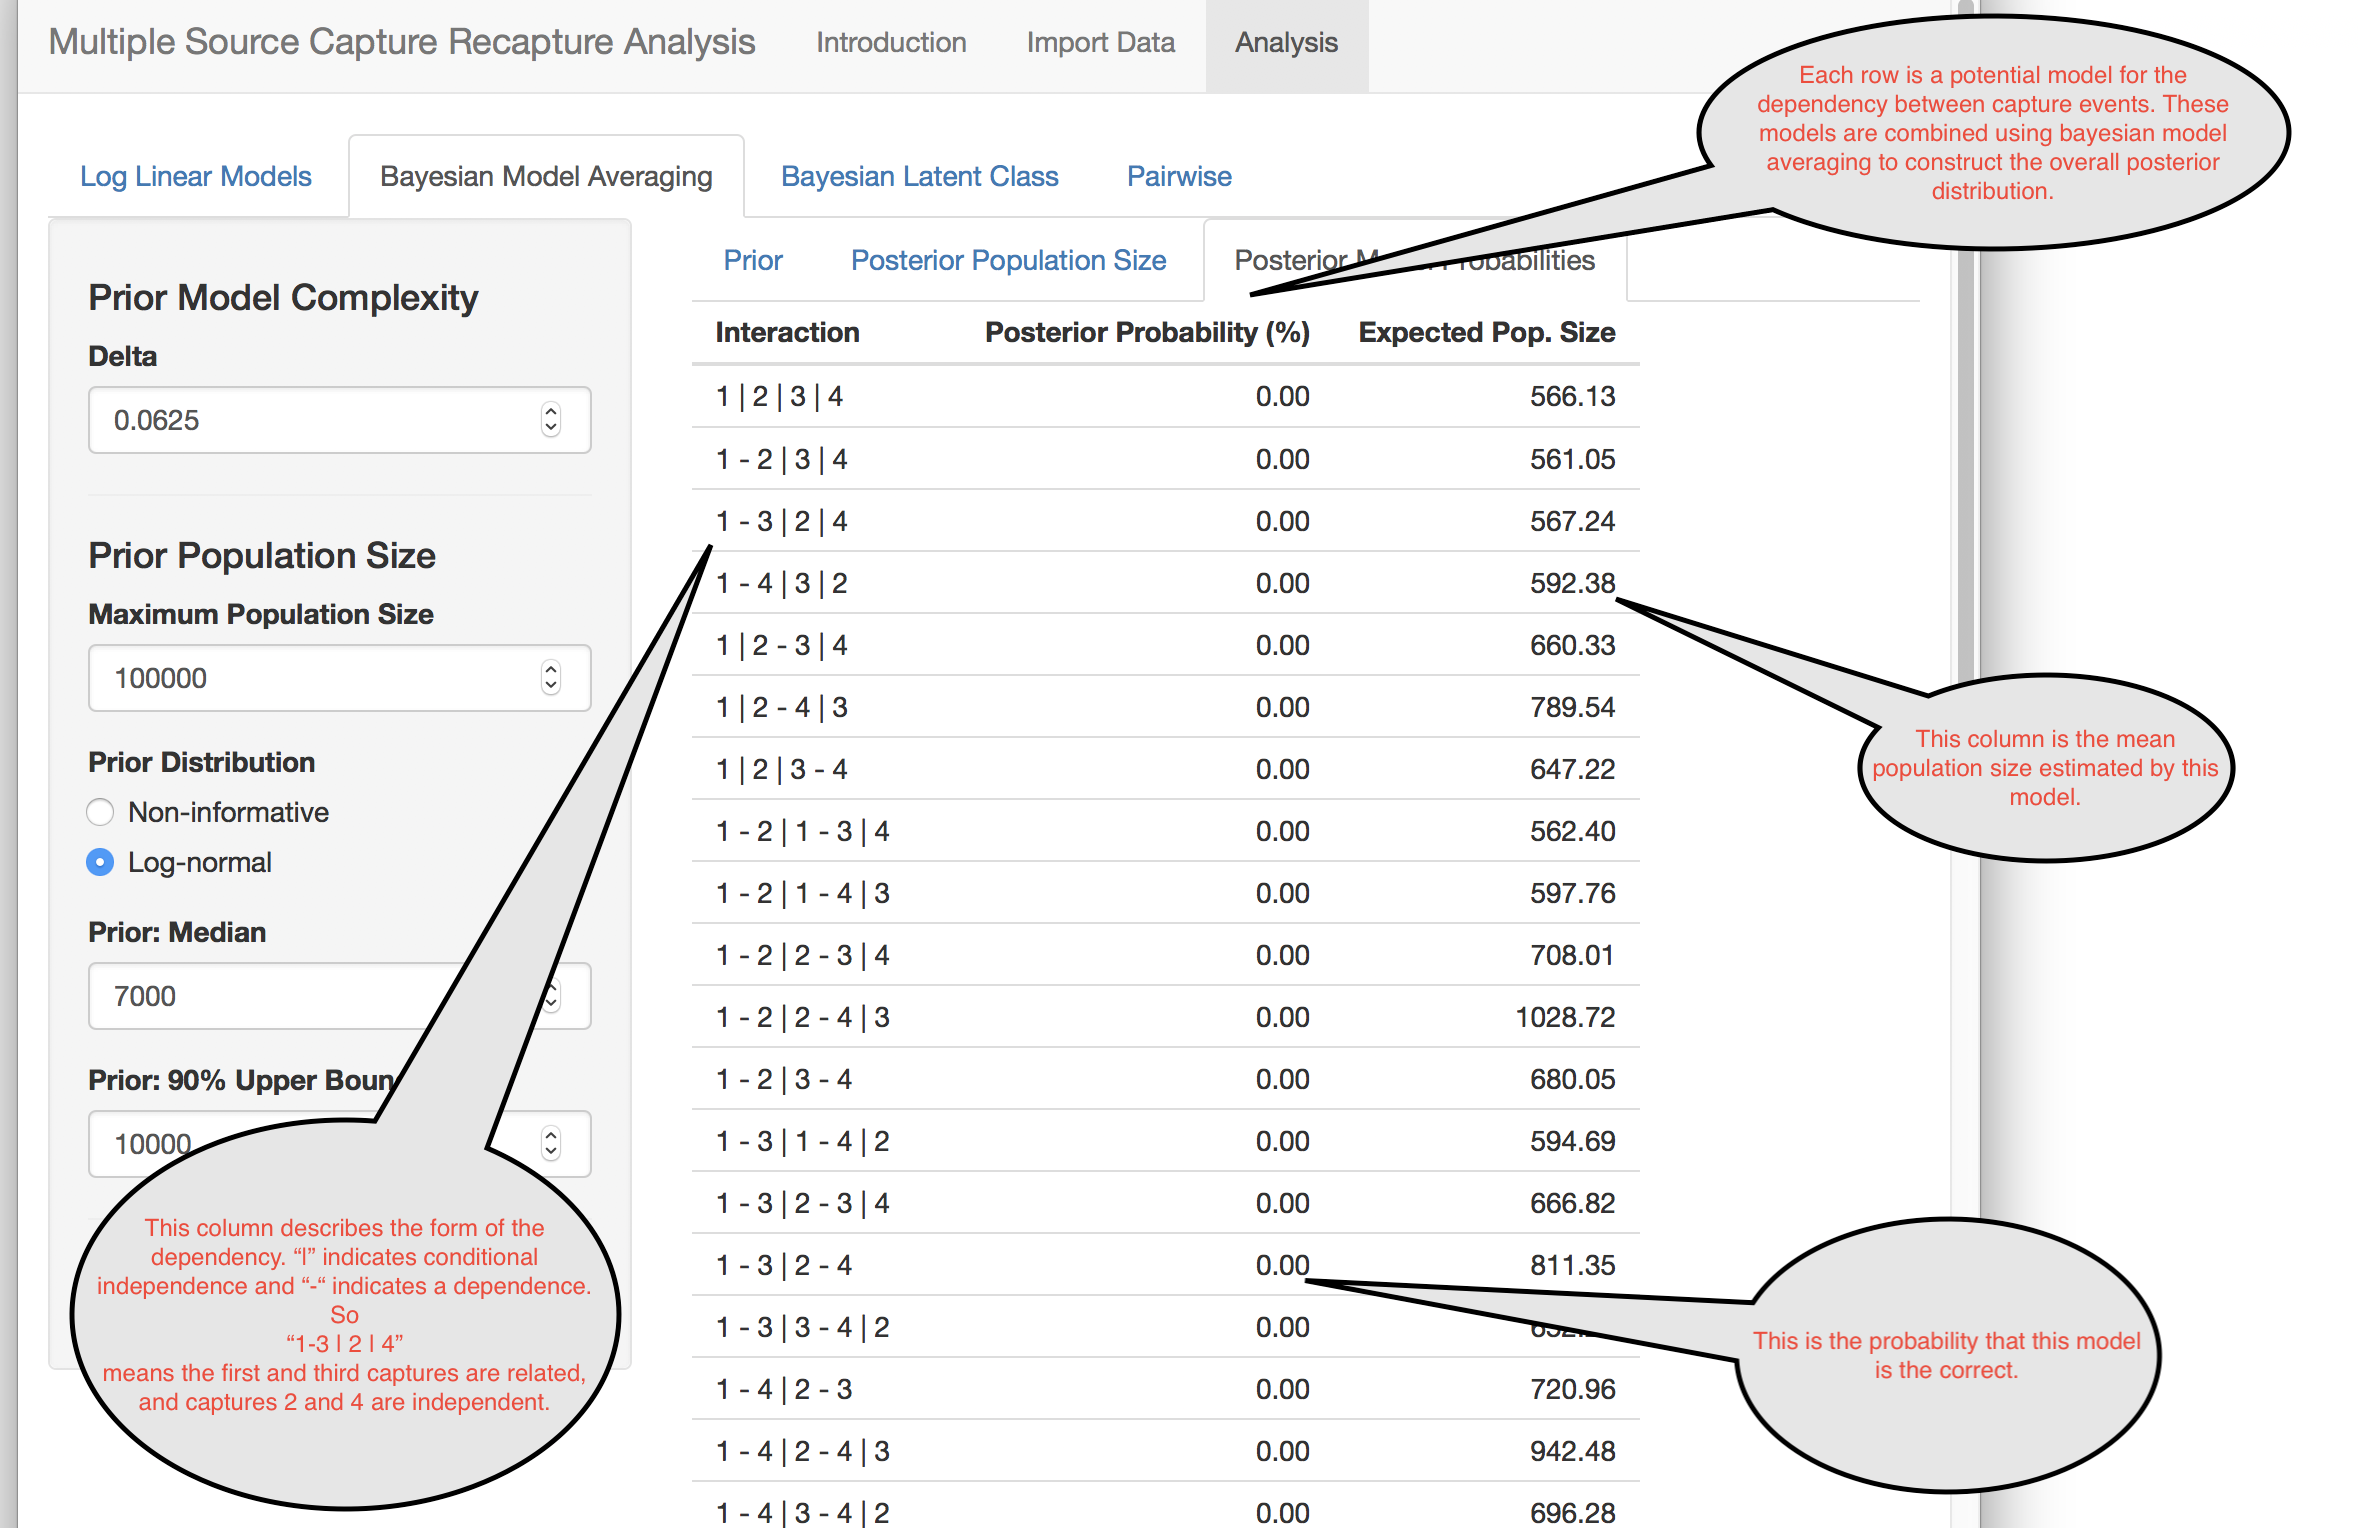 Multiple Source Capture Recapture Analysis Introduction Import Data Analysis
Log Linear Models Bayesian Model Averaging Bayesian Latent Class Pairwise
Each row is a potential model for the
dependency between capture events. These
models are combined using bayesian model
averaging to construct the overall posterior
distribution.
Prior Posterior Population Size Posterior Probabilities
Prior Model Complexity
Delta
0.0625
Prior Population Size
Maximum Population Size
100000
Prior Distribution
Non-informative
Log-normal
Prior: Median
7000
Prior: 90% Upper
10000
This column describes the form of the
dependency. “|” indicates conditional
independence and “-“ indicates a dependence.
So
“1-3 | 2 | 4”
means the first and third captures are related,
and captures 2 and 4 are independent.
Interaction Posterior Probability (%) Expected Pop. Size
1 | 2 | 3 | 4 0.00 566.13
1 - 2 | 3 | 4 0.00 561.05
1 - 3 | 2 | 4 0.00 567.24
1 - 4 | 3 | 2 0.00 592.38
1 | 2 - 3 | 4 0.00 660.33
1 | 2 - 4 | 3 0.00 789.54
1 | 2 | 3 - 4 0.00 647.22
1 - 2 | 1 - 3 | 4 0.00 562.40
1 - 2 | 1 - 4 | 3 0.00 597.76
1 - 2 | 2 - 3 | 4 0.00 708.01
1 - 2 | 2 - 4 | 3 0.00 1028.72
1 - 2 | 3 - 4 0.00 680.05
1 - 3 | 1 - 4 | 2 0.00 594.69
1 - 3 | 2 - 3 | 4 0.00 666.82
1 - 3 | 2 - 4 0.00 811.35
1 - 3 | 3 - 4 | 2 0.00
1 - 4 | 2 - 3 0.00 720.96
1 - 4 | 2 - 4 | 3 0.00 942.48
1 - 4 | 3 - 4 | 2 0.00 696.28
This column is the mean
population size estimated by this
model.
This is the probability that this model
is the correct.